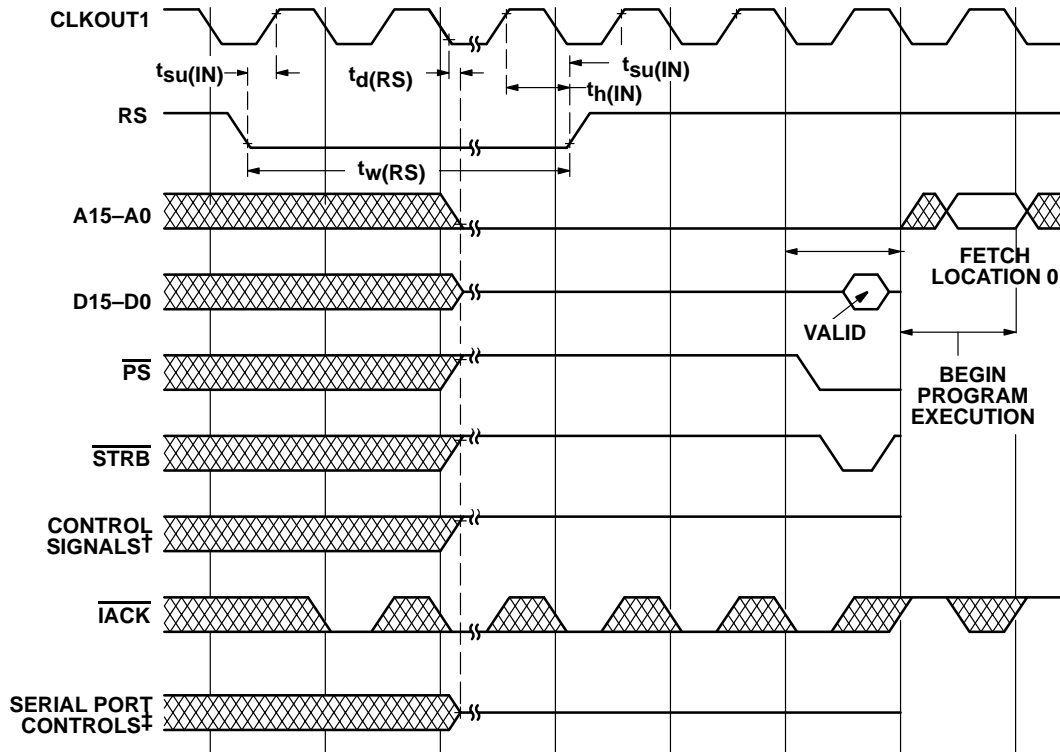 CLKOUT1
tsu(IN)
td(RS)
tsu(IN)
th(IN)
RS
tw(RS)
A15–A0
FETCH
LOCATION 0
D15–D0
VALID
PS
BEGIN
PROGRAM
EXECUTION
STRB
CONTROL
SIGNALS†
IACK
SERIAL PORT
CONTROLS‡